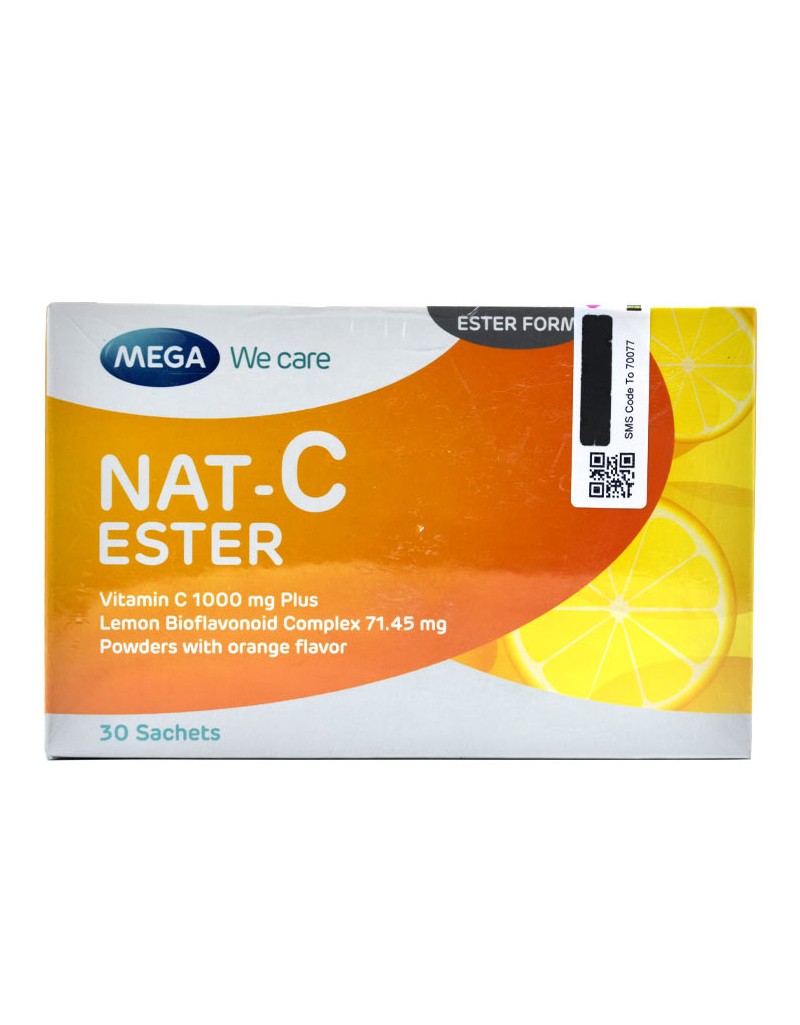 MEGA We care
ESTER FORM
NAT-C
ESTER
Vitamin C 1000 mg Plus
Lemon Bioflavonoid Complex 71.45 mg
Powders with orange flavor
30 Sachets
SMS Code To 70077